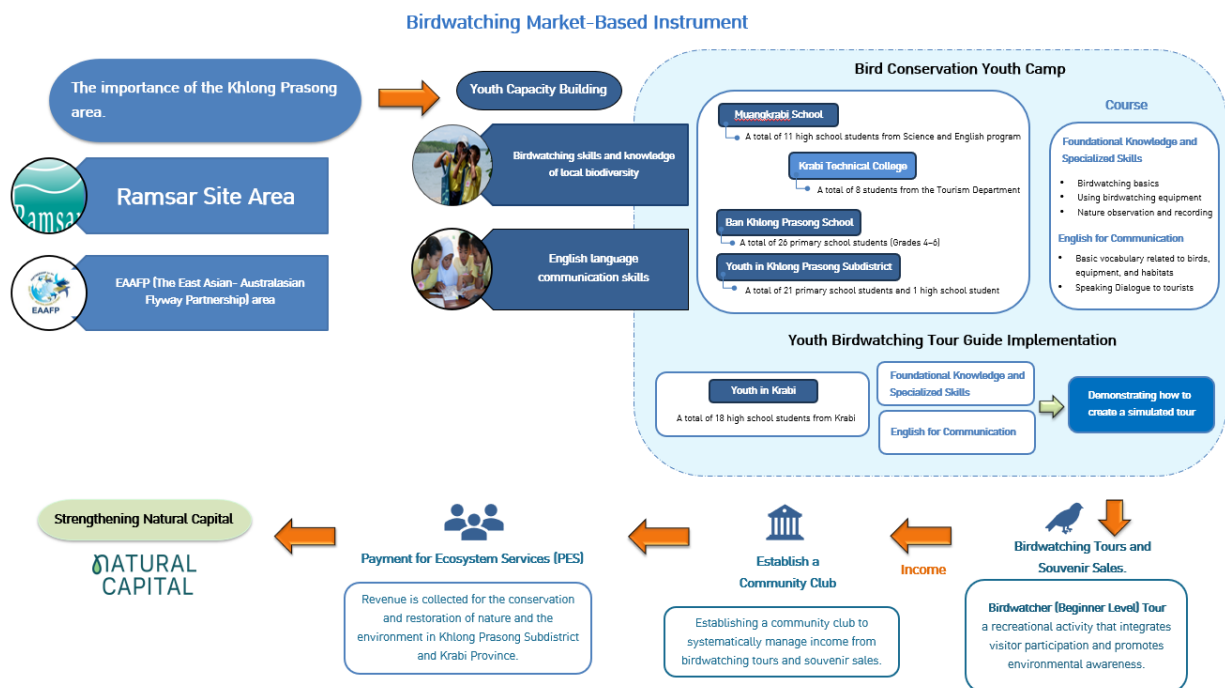 Birdwatching Market-Based Instrument
The importance of the Khlong Prasong
area.
Ramsar
Ramsar Site Area
EAAFP
EAAFP (The East Asian- Australasian
Flyway Partnership) area
Youth Capacity Building
Birdwatching skills and knowledge
of local biodiversity
English language
communication skills
Bird Conservation Youth Camp
Muangkrabi School
A total of 11 high school students from Science and English program
Krabi Technical College
A total of 8 students from the Tourism Department
Ban Khlong Prasong School
A total of 26 primary school students (Grades 4–6)
Youth in Khlong Prasong Subdistrict
A total of 21 primary school students and 1 high school student
Course
Foundational Knowledge and
Specialized Skills
• Birdwatching basics
• Using birdwatching equipment
• Nature observation and recording
English for Communication
• Basic vocabulary related to birds,
equipment, and habitats
• Speaking Dialogue to tourists
Youth Birdwatching Tour Guide Implementation
Youth in Krabi
A total of 18 high school students from Krabi
Foundational Knowledge and
Specialized Skills
English for Communication
Demonstrating how to
create a simulated tour
Birdwatching Tours and
Souvenir Sales.
Birdwatcher (Beginner Level) Tour
a recreational activity that integrates
visitor participation and promotes
environmental awareness.
Income
Establish a
Community Club
Establishing a community club to
systematically manage income from
birdwatching tours and souvenir sales.
Payment for Ecosystem Services (PES)
Revenue is collected for the conservation
and restoration of nature and the
environment in Khlong Prasong Subdistrict
and Krabi Province.
Strengthening Natural Capital
NATURAL
CAPITAL